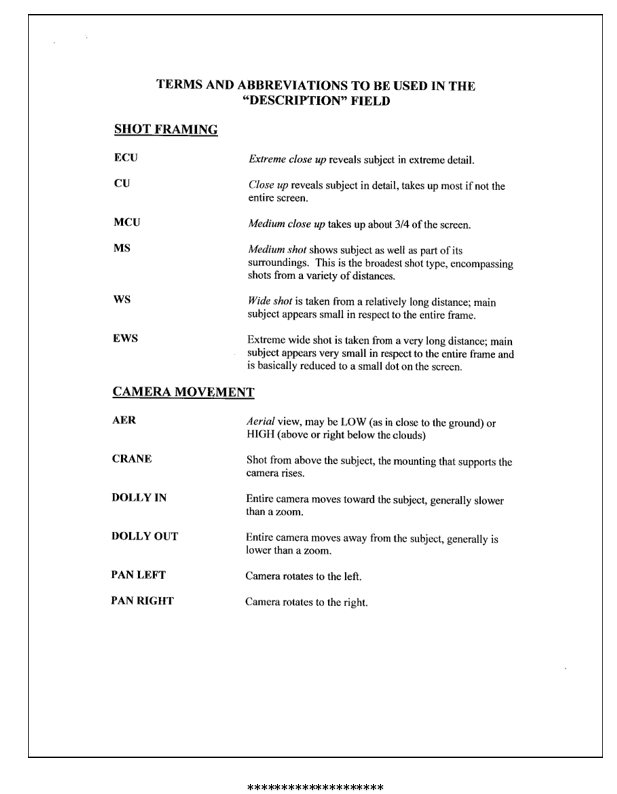 TERMS AND ABBREVIATIONS TO BE USED IN THE
“DESCRIPTION” FIELD
SHOT FRAMING
ECU Extreme close up reveals subject in extreme detail.
CU Close up reveals subject in detail, takes up most if not the
entire screen.
MCU Medium close up takes up about 3/4 of the screen.
MS Medium shot shows subject as well as part of its
surroundings. This is the broadest shot type, encompassing
shots from a variety of distances.
WS Wide shot is taken from a relatively long distance; main
subject appears small in respect to the entire frame.
EWS Extreme wide shot is taken from a very long distance; main
subject appears very small in respect to the entire frame and
is basically reduced to a small dot on the screen.
CAMERA MOVEMENT
AER Aerial view, may be LOW (as in close to the ground) or
HIGH (above or right below the clouds)
CRANE Shot from above the subject, the mounting that supports the
camera rises.
DOLLY IN Entire camera moves toward the subject, generally slower
than a zoom.
DOLLY OUT Entire camera moves away from the subject, generally is
lower than a zoom.
PAN LEFT Camera rotates to the left.
PAN RIGHT Camera rotates to the right.
********************